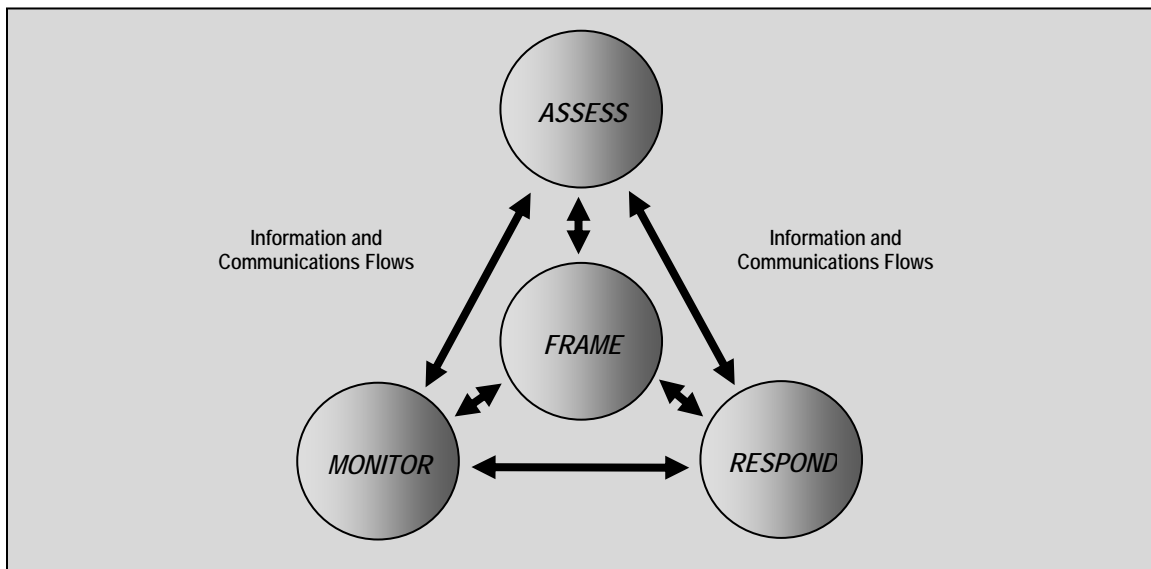 ASSESS
Information and
Communications Flows
Information and
Communications Flows
FRAME
MONITOR
RESPOND